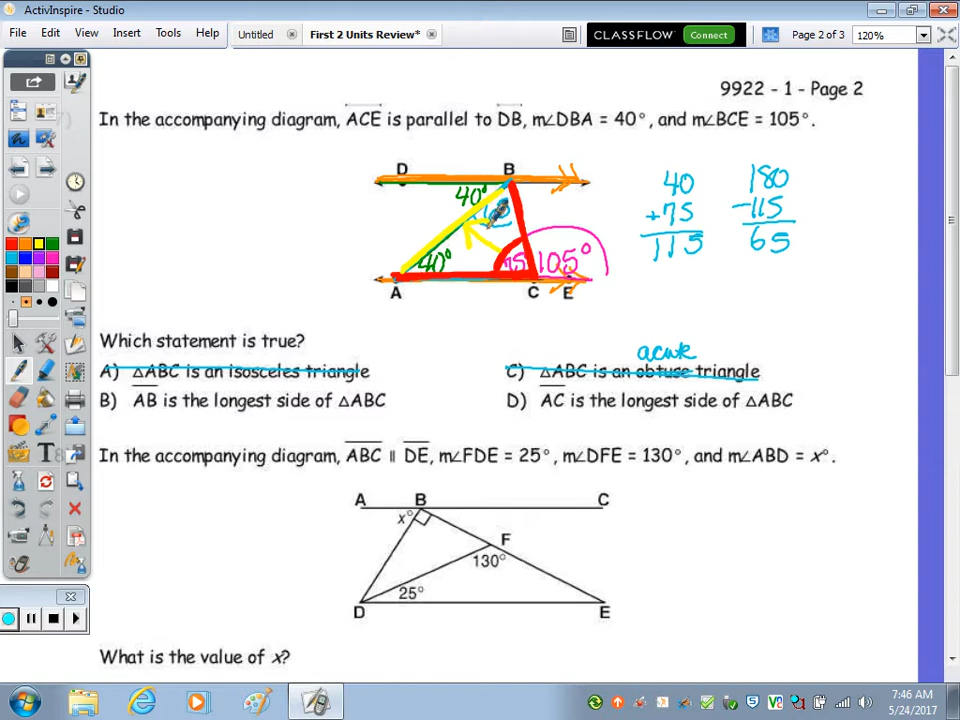 ActivInspire - Studio
File Edit View Insert Tools Help Untitled First 2 Units Review* CLASSFLOW Connect Page 2 of 3 120%
9922 - 1 - Page 2
In the accompanying diagram, ACE is parallel to DB, m∠DBA = 40°, and m∠BCE = 105°.
D B
40° 40 180
65 +75 -115
115 65
40° 75 105°
A C E
Which statement is true?
acute
A) △ABC is an isosceles triangle C) △ABC is an obtuse triangle
B) AB is the longest side of △ABC D) AC is the longest side of △ABC
In the accompanying diagram, ABC ∥ DE, m∠FDE = 25°, m∠DFE = 130°, and m∠ABD = x°.
A B C
x°
F
130°
25°
D E
What is the value of x?
7:46 AM
5/24/2017